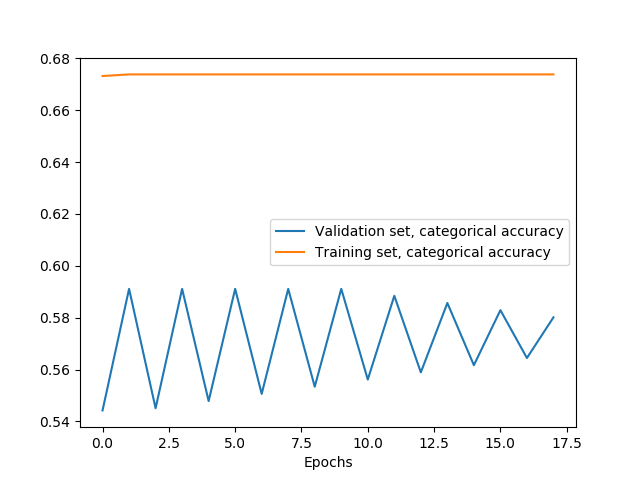 0.68
0.66
0.64
0.62
0.60
0.58
0.56
0.54
Validation set, categorical accuracy
Training set, categorical accuracy
0.0 2.5 5.0 7.5 10.0 12.5 15.0 17.5
Epochs